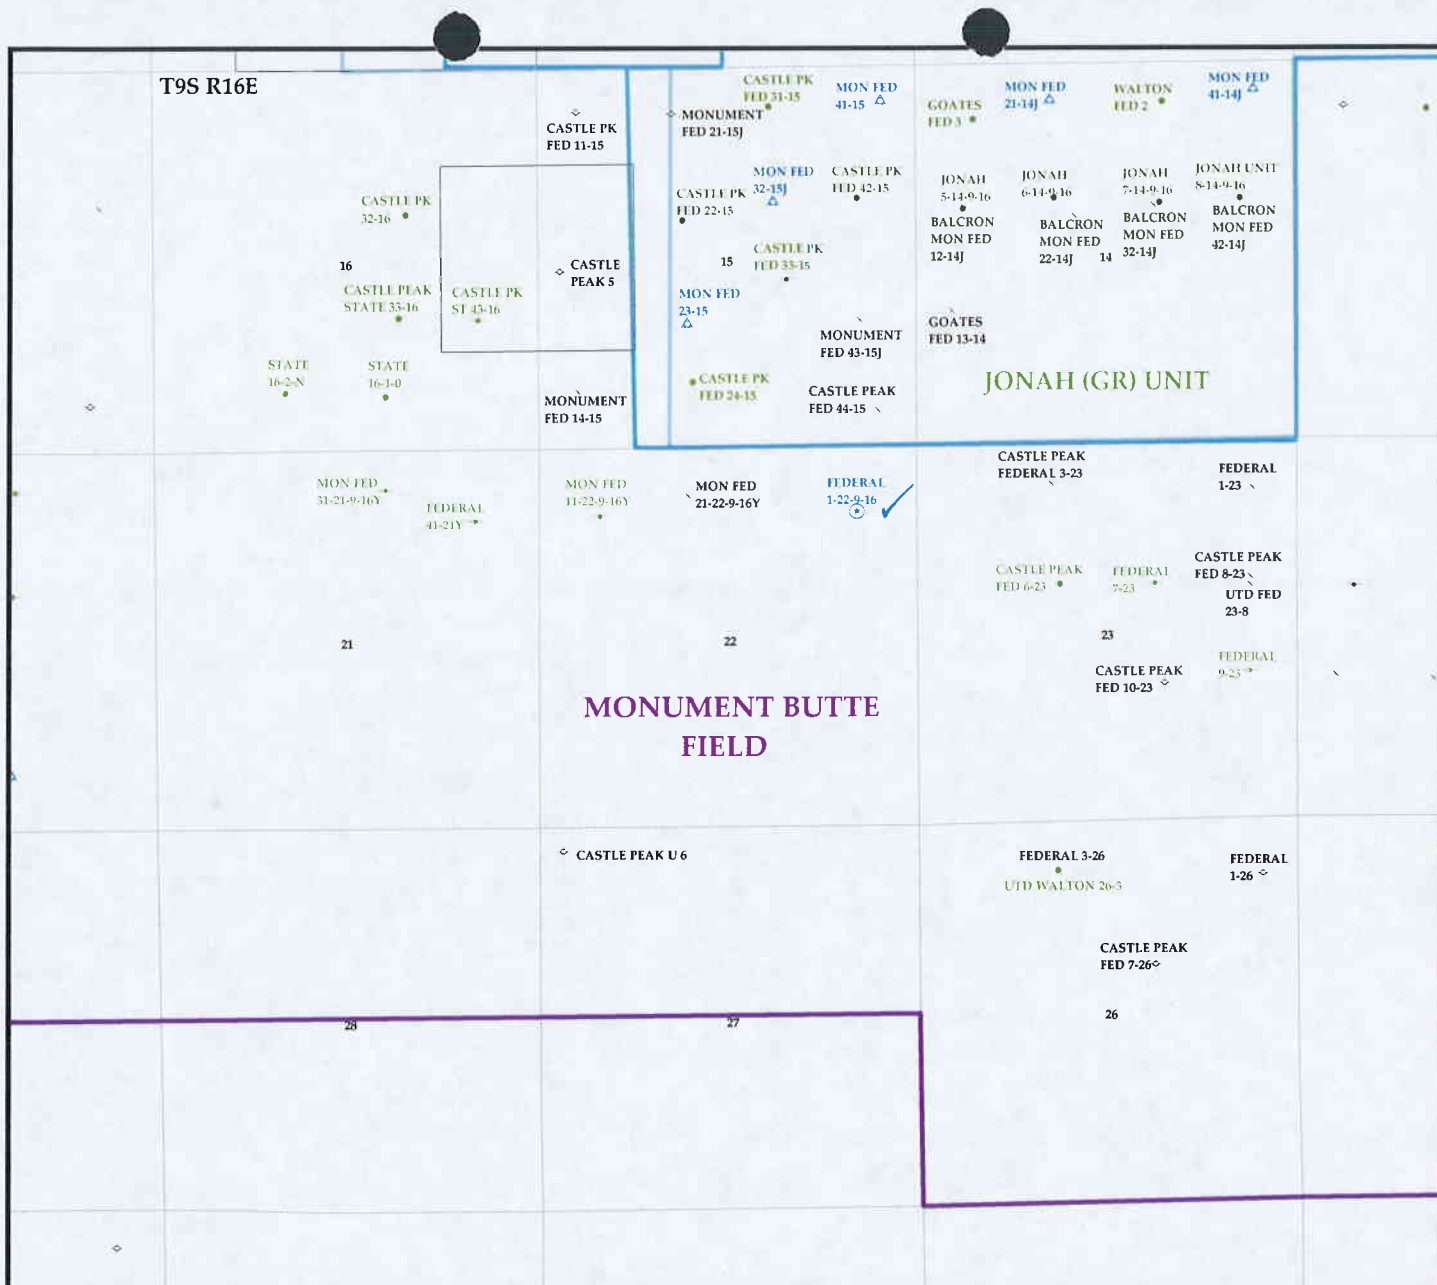 T9S R16E
CASTLE PK
FED 11-15
MONUMENT
FED 21-15J
CASTLE PK
FED 31-15
MON FED
41-15
GOATES
FED 3
MON FED
21-14J
WALTON
FED 2
MON FED
41-14J
CASTLE PK
32-16
CASTLE PK
FED 22-15
MON FED
32-15J
CASTLE PK
FED 42-15
JONAH
5-14-9-16
BALCRON
MON FED
12-14J
JONAH
6-14-9-16
BALCRON
MON FED
22-14J
JONAH
7-14-9-16
BALCRON
MON FED
32-14J
JONAH UNIT
8-14-9-16
BALCRON
MON FED
42-14J
16
CASTLE
PEAK 5
15
CASTLE PK
FED 33-15
14
CASTLE PEAK
STATE 33-16
CASTLE PK
ST 43-16
MON FED
23-15
MONUMENT
FED 43-15J
GOATES
FED 13-14
STATE
16-2-N
STATE
16-1-0
MONUMENT
FED 14-15
CASTLE PK
FED 24-15
CASTLE PEAK
FED 44-15
JONAH (GR) UNIT
MON FED
31-21-9-16Y
FEDERAL
41-21Y
MON FED
11-22-9-16Y
MON FED
21-22-9-16Y
FEDERAL
1-22-9-16
CASTLE PEAK
FEDERAL 3-23
FEDERAL
1-23
CASTLE PEAK
FED 6-23
FEDERAL
7-23
CASTLE PEAK
FED 8-23
UTD FED
23-8
21
22
23
CASTLE PEAK
FED 10-23
FEDERAL
9-23
MONUMENT BUTTE
FIELD
CASTLE PEAK U 6
FEDERAL 3-26
UTD WALTON 26-3
FEDERAL
1-26
CASTLE PEAK
FED 7-26
28
27
26